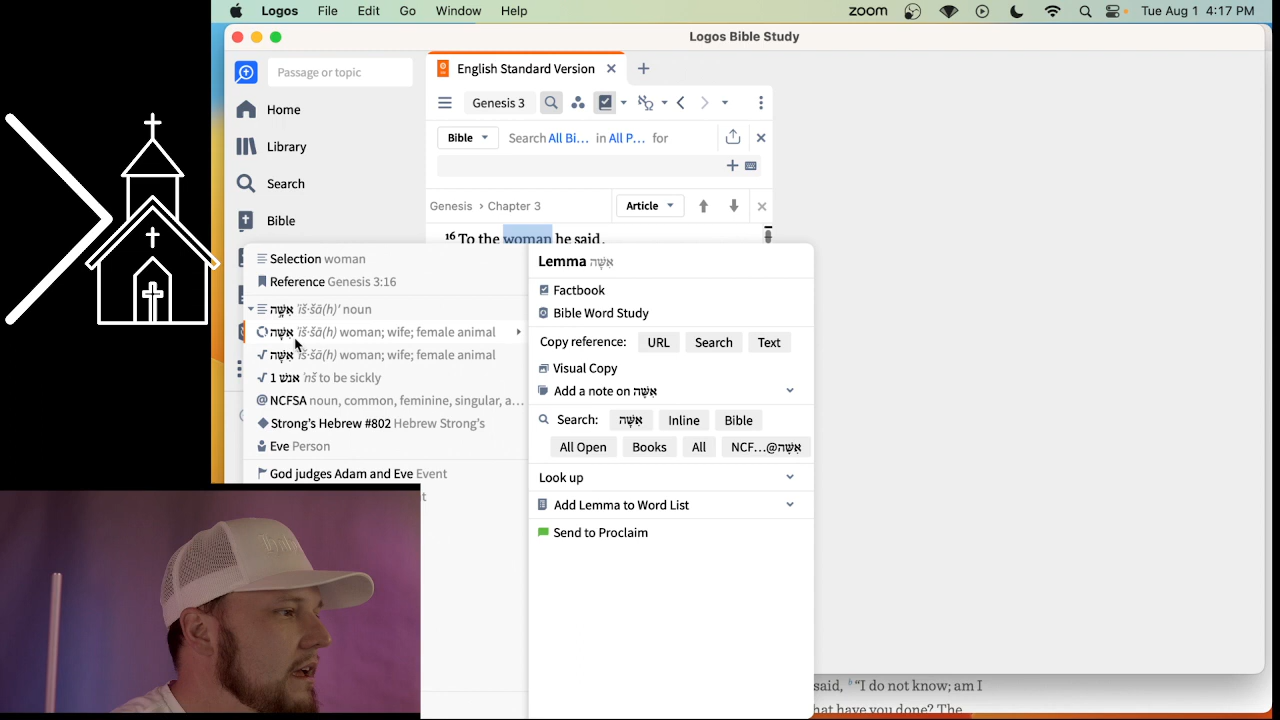 Logos File Edit Go Window Help zoom Tue Aug 1 4:17 PM
Logos Bible Study
Passage or topic
Home
Library
Search
Bible
English Standard Version
Genesis 3
Bible Search All Bi... in All P... for
Genesis › Chapter 3 Article
16 To the woman he said,
Selection woman
Reference Genesis 3:16
אִשָּׁה ʾiš·šā(h)' noun
אִשָּׁה ʾiš·šā(h) woman; wife; female animal
אִשָּׁה ʾiš·šā(h) woman; wife; female animal
אנשׁ 1 ʾnš to be sickly
NCFSA noun, common, feminine, singular, a...
Strong's Hebrew #802 Hebrew Strong's
Eve Person
God judges Adam and Eve Event
Lemma אִשָּׁה
Factbook
Bible Word Study
Copy reference: URL Search Text
Visual Copy
Add a note on אִשָּׁה
Search: אִשָּׁה Inline Bible
All Open Books All אִשָּׁה@NCF...
Look up
Add Lemma to Word List
Send to Proclaim
said, b “I do not know; am I
hat have you done? The